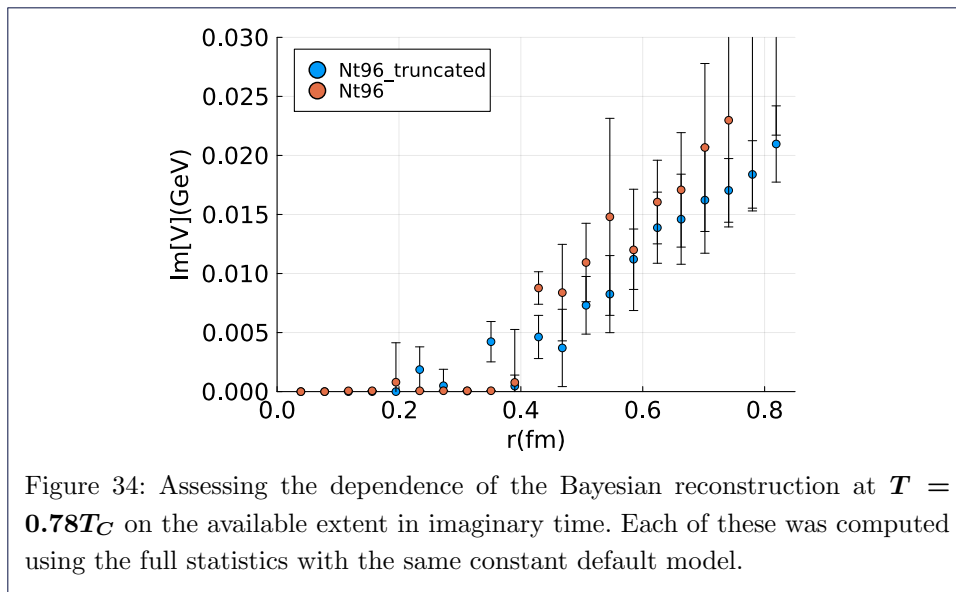 0.030
0.025
0.020
0.015
0.010
0.005
0.000
Im[V](GeV)
Nt96_truncated
Nt96
0.0 0.2 0.4 0.6 0.8
r(fm)
Figure 34: Assessing the dependence of the Bayesian reconstruction at T =
0.78T_C on the available extent in imaginary time. Each of these was computed
using the full statistics with the same constant default model.